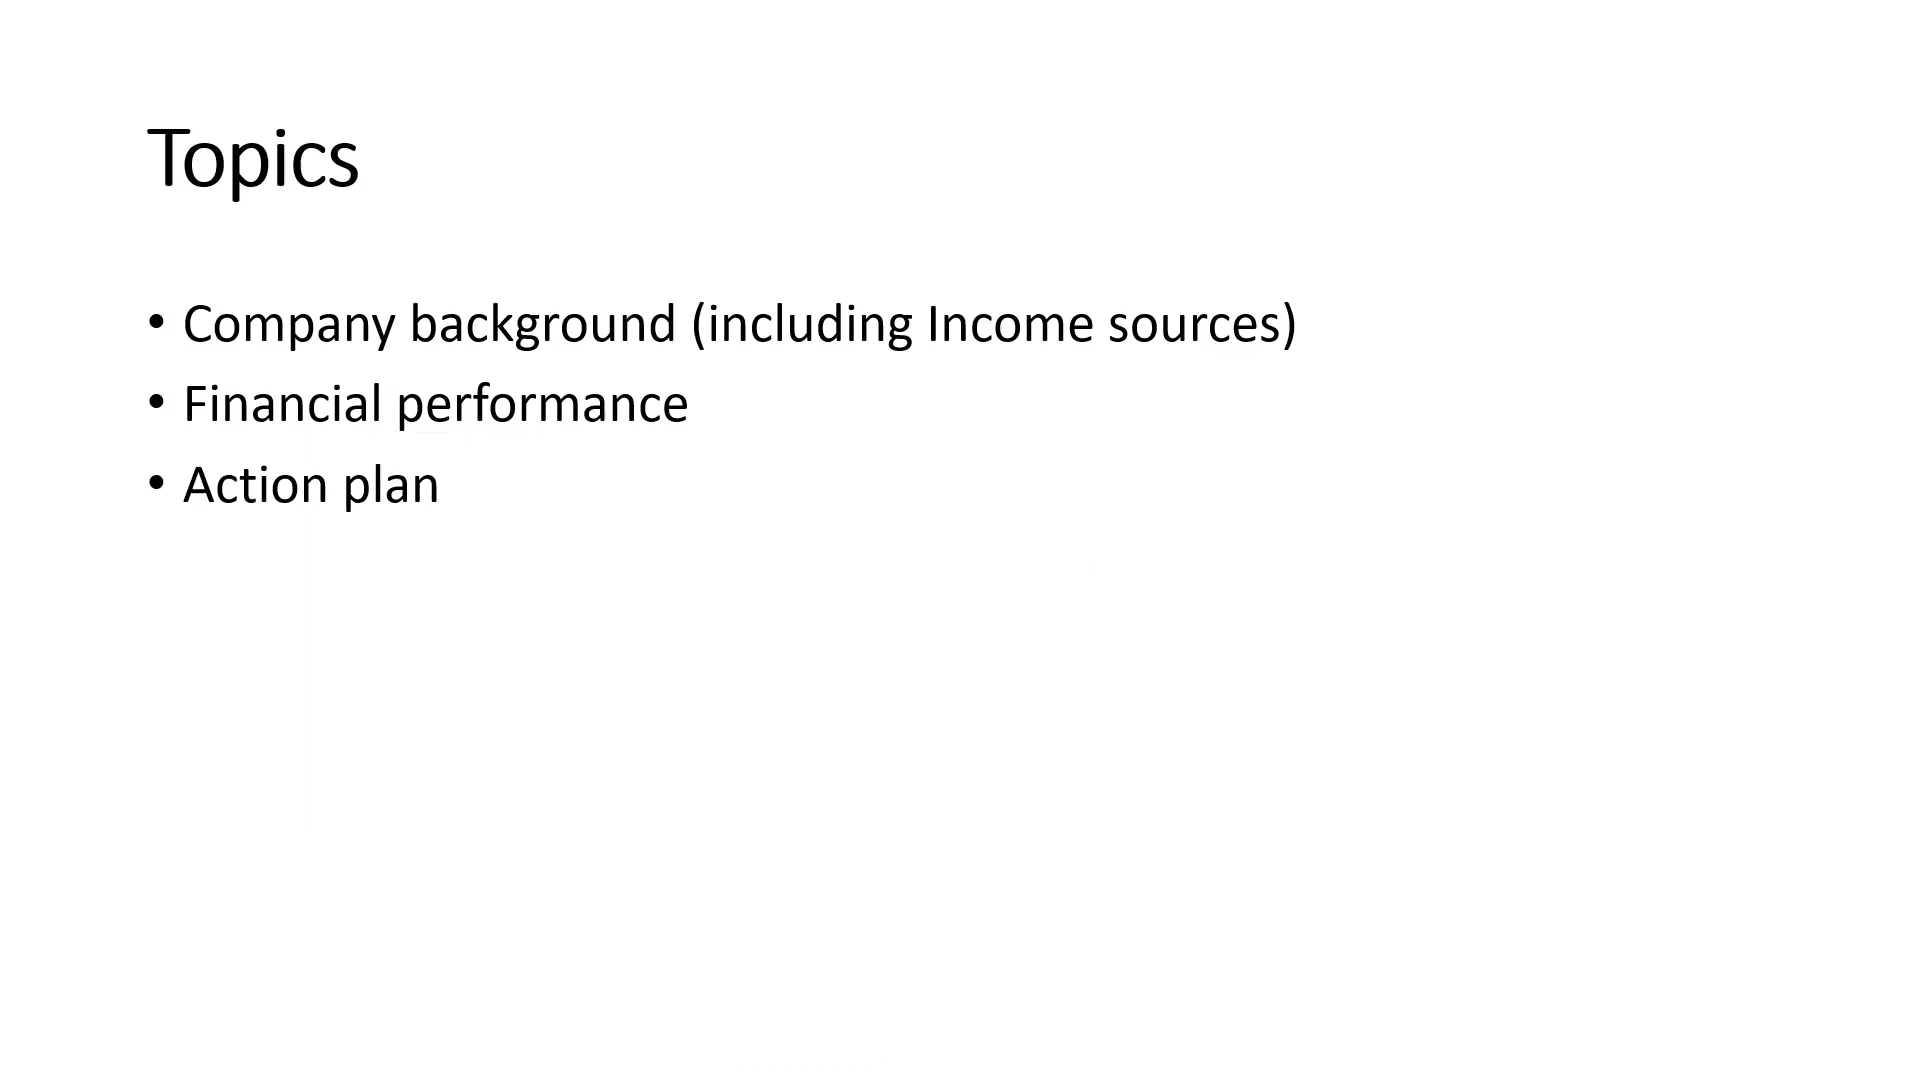 Topics
• Company background (including Income sources)
• Financial performance
• Action plan